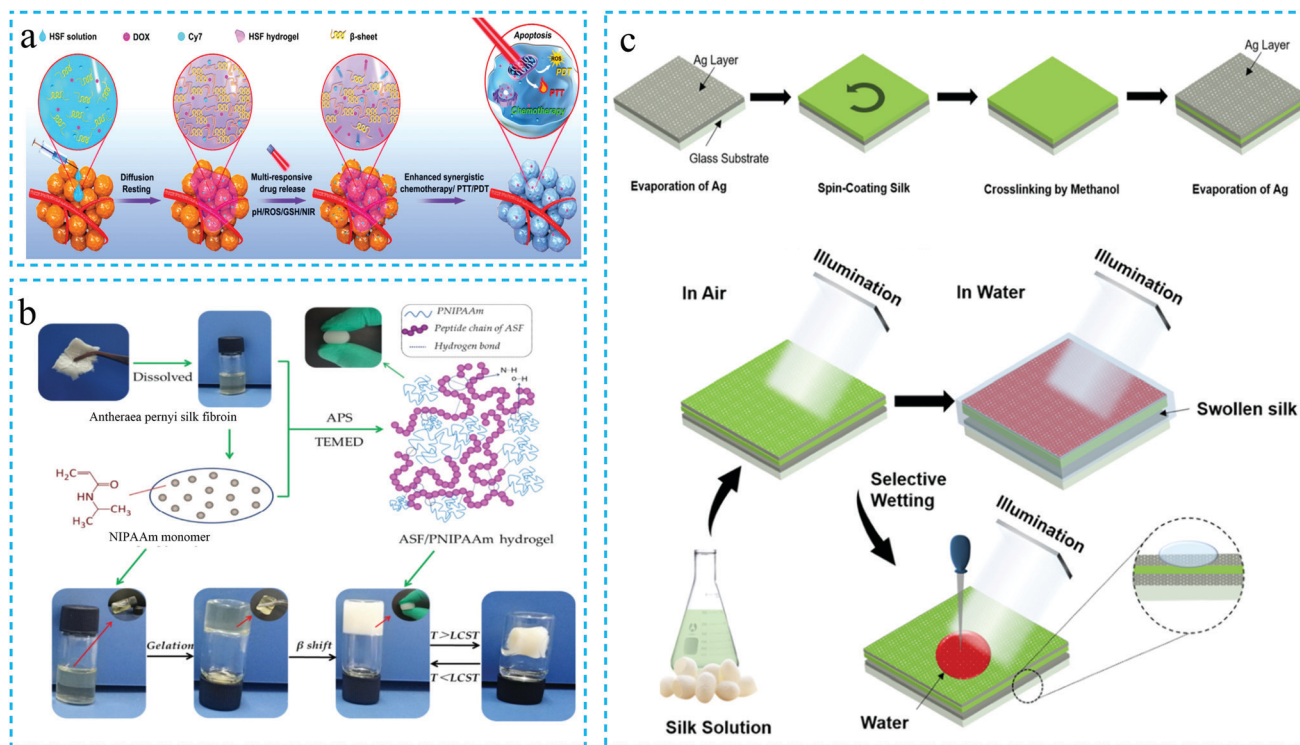 a
HSF solution
DOX
Cy7
HSF hydrogel
β-sheet
Apoptosis
ROS
PDT
PTT
Chemotherapy
Diffusion
Resting
Multi-responsive
drug release
pH/ROS/GSH/NIR
Enhanced synergistic
chemotherapy/ PTT/PDT
b
Dissolved
Antheraea pernyi silk fibroin
APS
TEMED
PNIPAAm
Peptide chain of ASF
Hydrogen bond
N-H
O-H
H₂C
O
HN
H₃C
CH₃
NIPAAm monomer
ASF/PNIPAAm hydrogel
Gelation
β shift
T>LCST
T<LCST
c
Ag Layer
Glass Substrate
Ag Layer
Evaporation of Ag
Spin-Coating Silk
Crosslinking by Methanol
Evaporation of Ag
In Air
Illumination
In Water
Illumination
Swollen silk
Selective
Wetting
Illumination
Silk Solution
Water